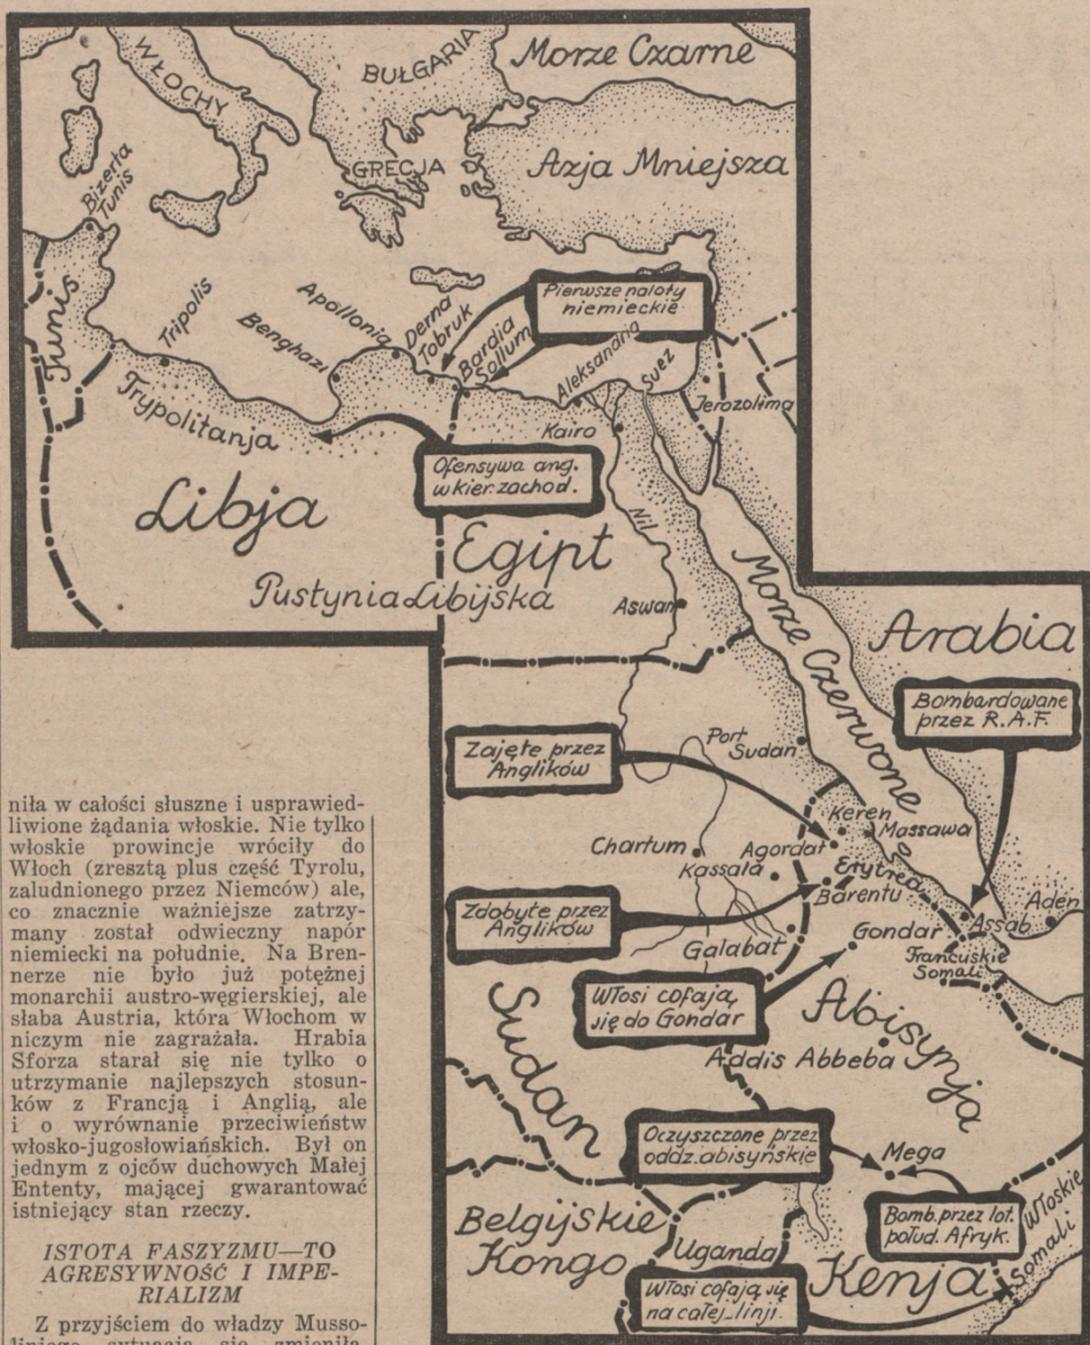 WŁOCHY
BUŁGARIA
Morze Czarne
GRECJA
Azja Mniejsza
Bizerta
Tunis
Tunis
Tripolis
Benghazi
Apollonia
Derna
Tobruk
Bardia
Sollum
Pierwsze naloty
niemieckie
Aleksandria
Suez
Jerozolima
Kairo
Trypolitanja
Ofensywa ang.
w kier. zachod.
Libja
Egipt
Nil
Pustynia Libijska
Aswan
Morze Czerwone
Arabia
Bombardowane
przez R.A.F.
Zajęte przez
Anglików
Port
Sudan
Keren
Massawa
Chartum
Agordat
Kassala
Erytrea
Barentu
Zdobyte przez
Anglików
Assab
Aden
Galabat
Gondar
Francuskie
Somali
Włosi cofają
się do Gondar
Sudan
Abisynja
Addis Abbeba
Oczyszczone przez
oddz. abisyńskie
Mega
Bomb. przez lot.
połud. Afryk.
Włoskie
Somali
Belgijskie
Kongo
Uganda
Kenja
Włosi cofają się
na całej linji.
niła w całości słuszne i usprawied-
liwione żądania włoskie. Nie tylko
włoskie prowincje wróciły do
Włoch (zresztą plus część Tyrolu,
zaludnionego przez Niemców) ale,
co znacznie ważniejsze zatrzy-
many został odwieczny napór
niemiecki na południe. Na Bren-
nerze nie było już potężnej
monarchii austro-węgierskiej, ale
słaba Austria, która Włochom w
niczym nie zagrażała. Hrabia
Sforza starał się nie tylko o
utrzymanie najlepszych stosun-
ków z Francją i Anglią, ale
i o wyrównanie przeciwieństw
włosko-jugosłowiańskich. Był on
jednym z ojców duchowych Małej
Ententy, mającej gwarantować
istniejący stan rzeczy.
ISTOTA FASZYZMU—TO
AGRESYWNOŚĆ I IMPE-
RIALIZM
Z przyjściem do władzy Musso-
liniego sytuacja się zmieniła.